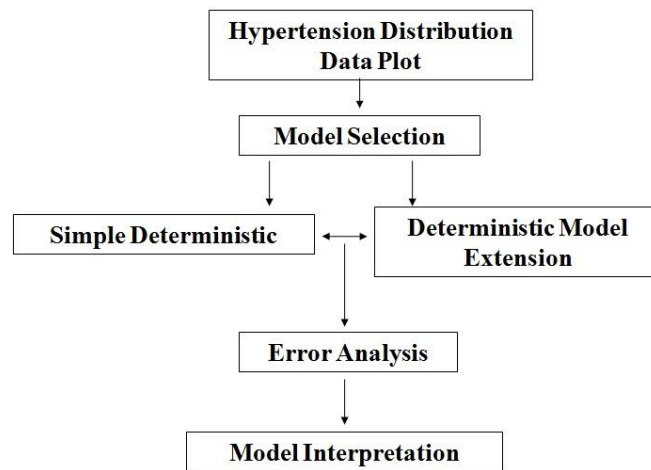 Hypertension Distribution
Data Plot
Model Selection
Simple Deterministic
Deterministic Model
Extension
Error Analysis
Model Interpretation